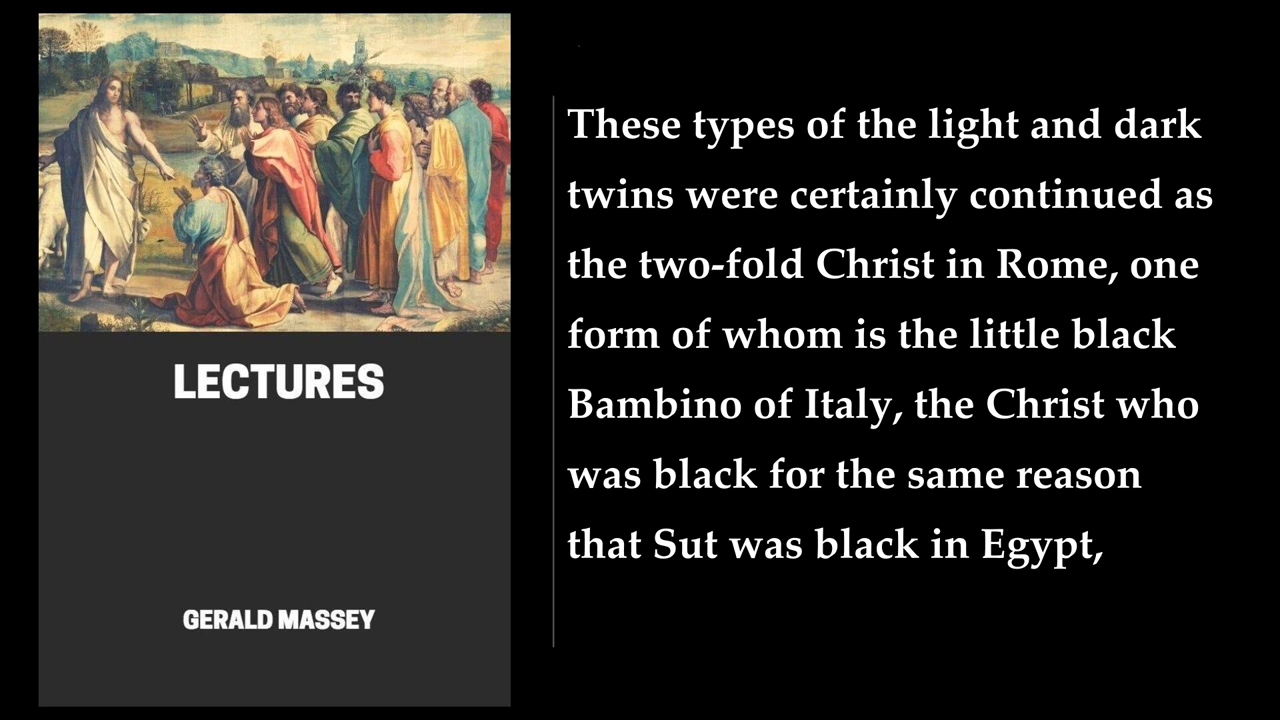 LECTURES
GERALD MASSEY
These types of the light and dark
twins were certainly continued as
the two-fold Christ in Rome, one
form of whom is the little black
Bambino of Italy, the Christ who
was black for the same reason
that Sut was black in Egypt,